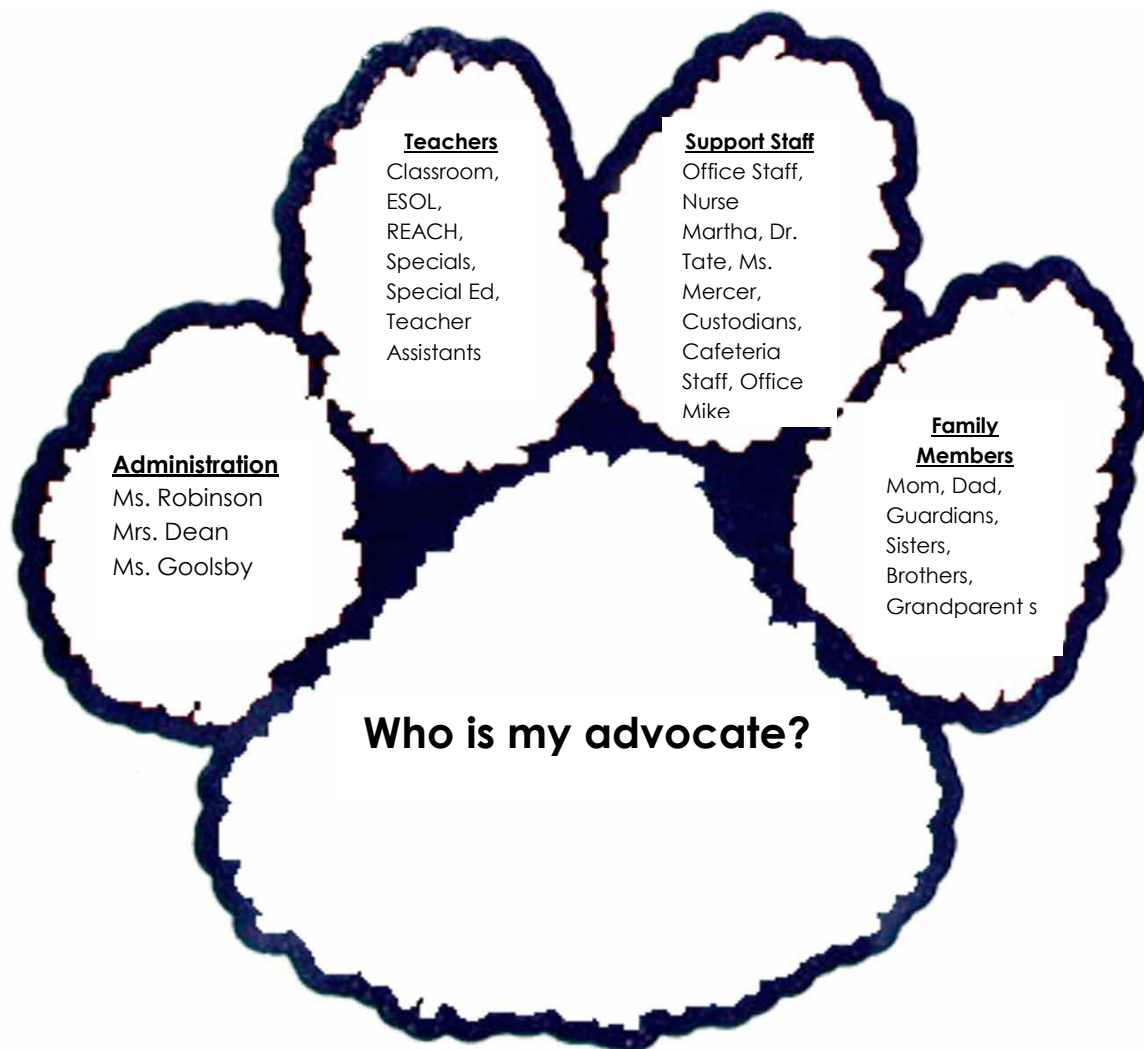 Administration
Ms. Robinson
Mrs. Dean
Ms. Goolsby
Teachers
Classroom,
ESOL,
REACH,
Specials,
Special Ed,
Teacher
Assistants
Support Staff
Office Staff,
Nurse
Martha, Dr.
Tate, Ms.
Mercer,
Custodians,
Cafeteria
Staff, Office
Mike
Family
Members
Mom, Dad,
Guardians,
Sisters,
Brothers,
Grandparent s
Who is my advocate?